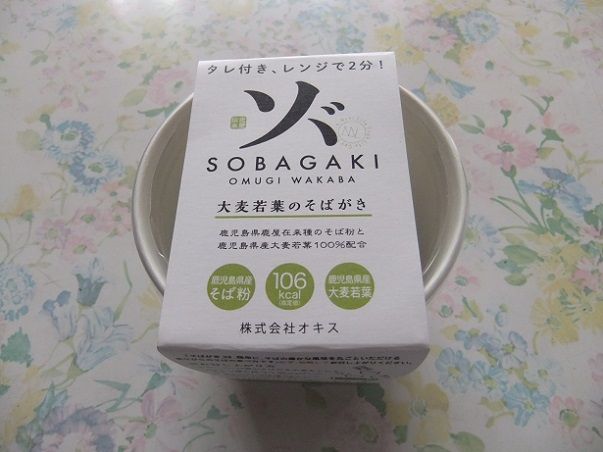 タレ付き、レンジで2分!
ソバ
SOBAGAKI
OMUGI WAKABA
大麦若葉のそばがき
鹿児島県鹿屋在来種のそば粉と
鹿児島県産大麦若葉100%配合
鹿児島県産
そば粉
106
kcal
(推定値)
鹿児島県産
大麦若葉
株式会社オキス